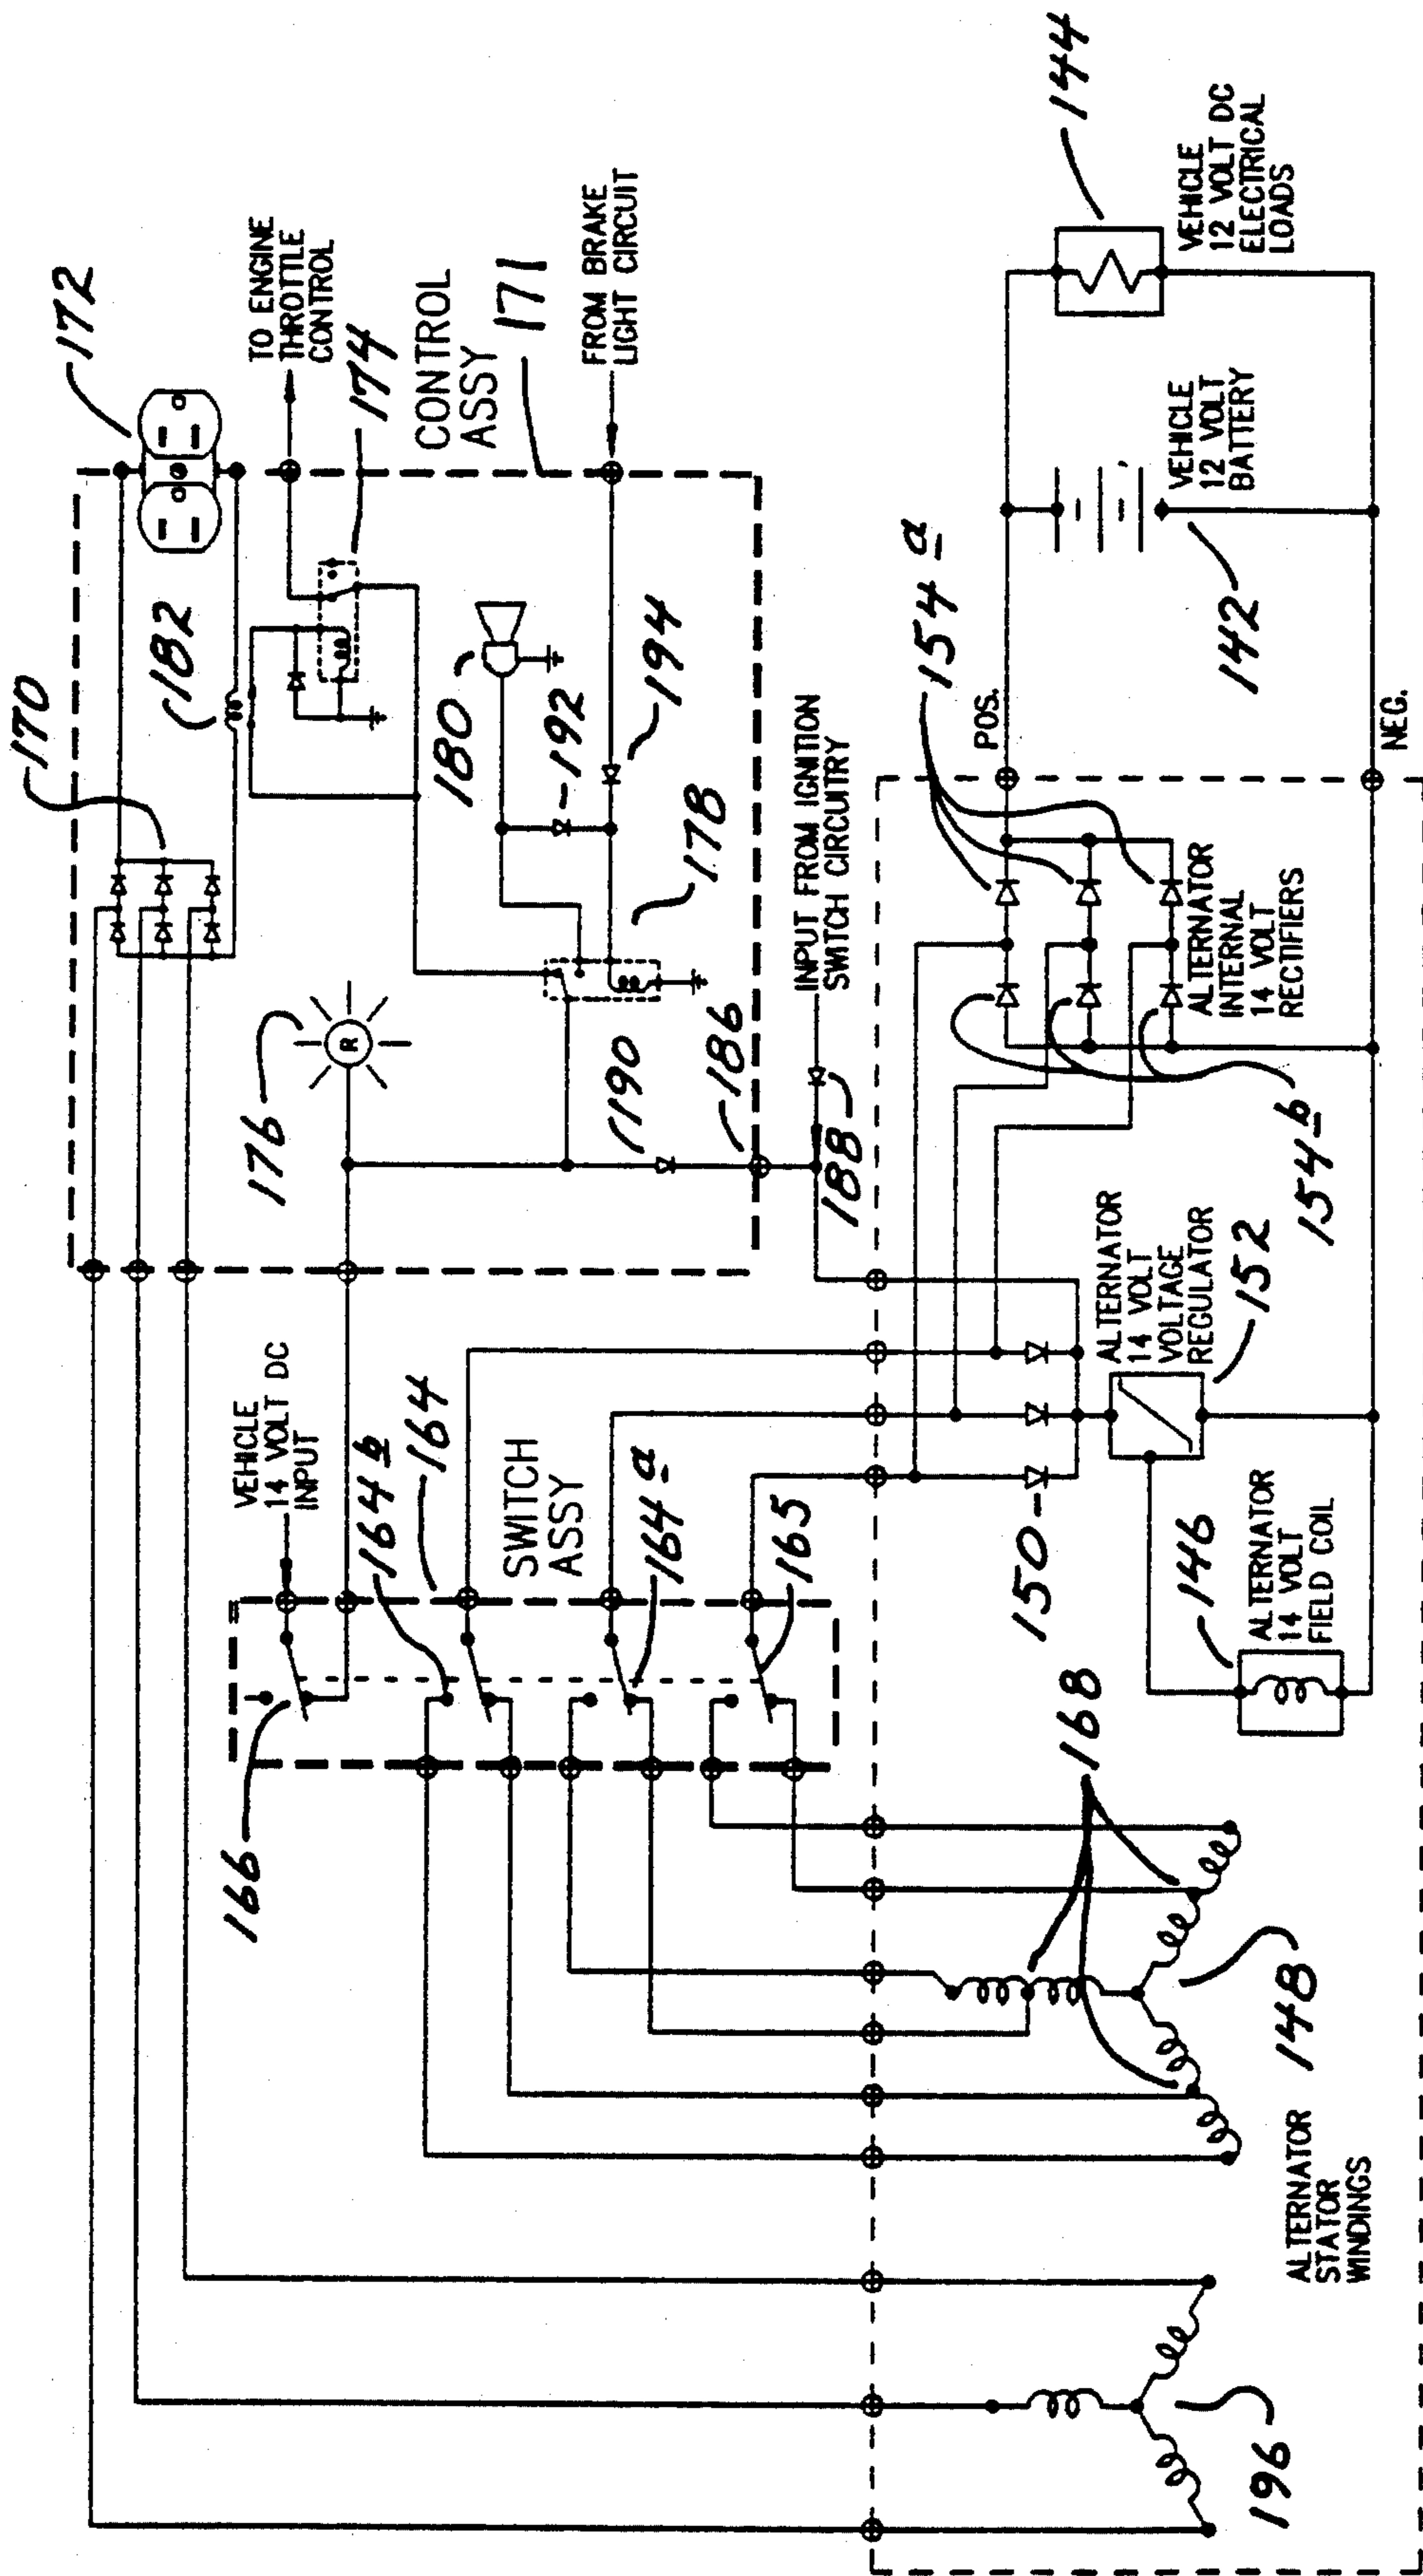 172
170
182
TO ENGINE
THROTTLE
CONTROL
174
CONTROL
ASSY
171
FROM BRAKE
LIGHT CIRCUIT
176
R
180
192
194
178
190
186
INPUT FROM IGNITION
SWITCH CIRCUITRY
188
VEHICLE
14 VOLT DC
INPUT
166
164b
164
SWITCH
ASSY
164a
165
144
VEHICLE
12 VOLT DC
ELECTRICAL
LOADS
VEHICLE
12 VOLT
BATTERY
142
154a
POS.
NEG.
ALTERNATOR
INTERNAL
14 VOLT
RECTIFIERS
154b
ALTERNATOR
14 VOLT
VOLTAGE
REGULATOR
152
150
146
ALTERNATOR
14 VOLT
FIELD COIL
168
148
ALTERNATOR
STATOR
WINDINGS
196